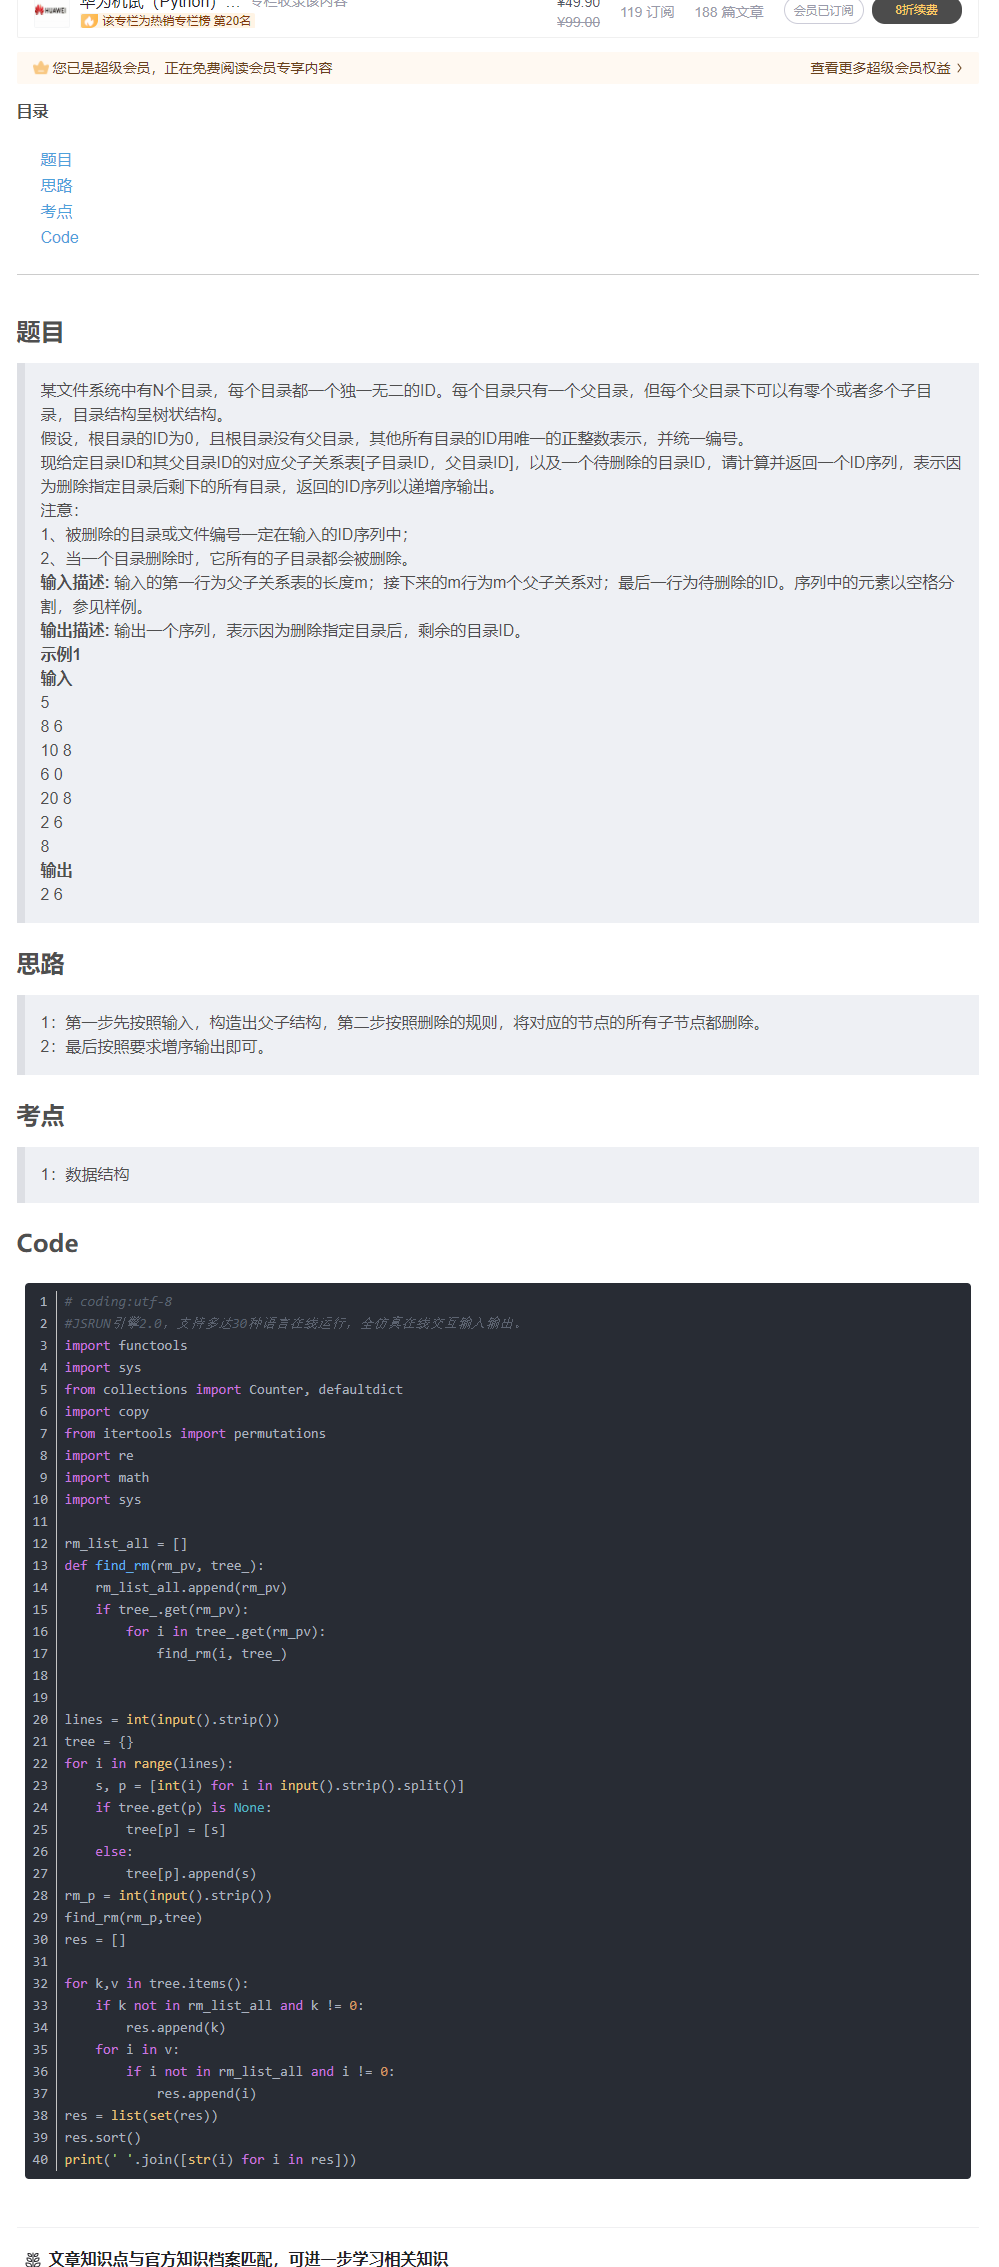 HUAWEI
华为机试（Python）... 专栏收录该内容
¥49.90
该专栏为热销专栏榜 第20名
¥99.00
119 订阅
188 篇文章
会员已订阅
8折续费
您已是超级会员，正在免费阅读会员专享内容
查看更多超级会员权益
目录
题目
思路
考点
Code
题目
某文件系统中有N个目录，每个目录都一个独一无二的ID。每个目录只有一个父目录，但每个父目录下可以有零个或者多个子目
录，目录结构呈树状结构。
假设，根目录的ID为0，且根目录没有父目录，其他所有目录的ID用唯一的正整数表示，并统一编号。
现给定目录ID和其父目录ID的对应父子关系表[子目录ID，父目录ID]，以及一个待删除的目录ID，请计算并返回一个ID序列，表示因
为删除指定目录后剩下的所有目录，返回的ID序列以递增序输出。
注意：
1、被删除的目录或文件编号一定在输入的ID序列中；
2、当一个目录删除时，它所有的子目录都会被删除。
输入描述: 输入的第一行为父子关系表的长度m；接下来的m行为m个父子关系对；最后一行为待删除的ID。序列中的元素以空格分
割，参见样例。
输出描述: 输出一个序列，表示因为删除指定目录后，剩余的目录ID。
示例1
输入
5
8 6
10 8
6 0
20 8
2 6
8
输出
2 6
思路
1：第一步先按照输入，构造出父子结构，第二步按照删除的规则，将对应的节点的所有子节点都删除。
2：最后按照要求增序输出即可。
考点
1：数据结构
Code
1 # coding:utf-8
2 #JSRUN引擎2.0，支持多达30种语言在线运行，全仿真在线交互输入输出。
3 import functools
4 import sys
5 from collections import Counter, defaultdict
6 import copy
7 from itertools import permutations
8 import re
9 import math
10 import sys
11
12 rm_list_all = []
13 def find_rm(rm_pv, tree_):
14     rm_list_all.append(rm_pv)
15     if tree_.get(rm_pv):
16         for i in tree_.get(rm_pv):
17             find_rm(i, tree_)
18
19
20 lines = int(input().strip())
21 tree = {}
22 for i in range(lines):
23     s, p = [int(i) for i in input().strip().split()]
24     if tree.get(p) is None:
25         tree[p] = [s]
26     else:
27         tree[p].append(s)
28 rm_p = int(input().strip())
29 find_rm(rm_p,tree)
30 res = []
31
32 for k,v in tree.items():
33     if k not in rm_list_all and k != 0:
34         res.append(k)
35     for i in v:
36         if i not in rm_list_all and i != 0:
37             res.append(i)
38 res = list(set(res))
39 res.sort()
40 print(' '.join([str(i) for i in res]))
文章知识点与官方知识档案匹配，可进一步学习相关知识